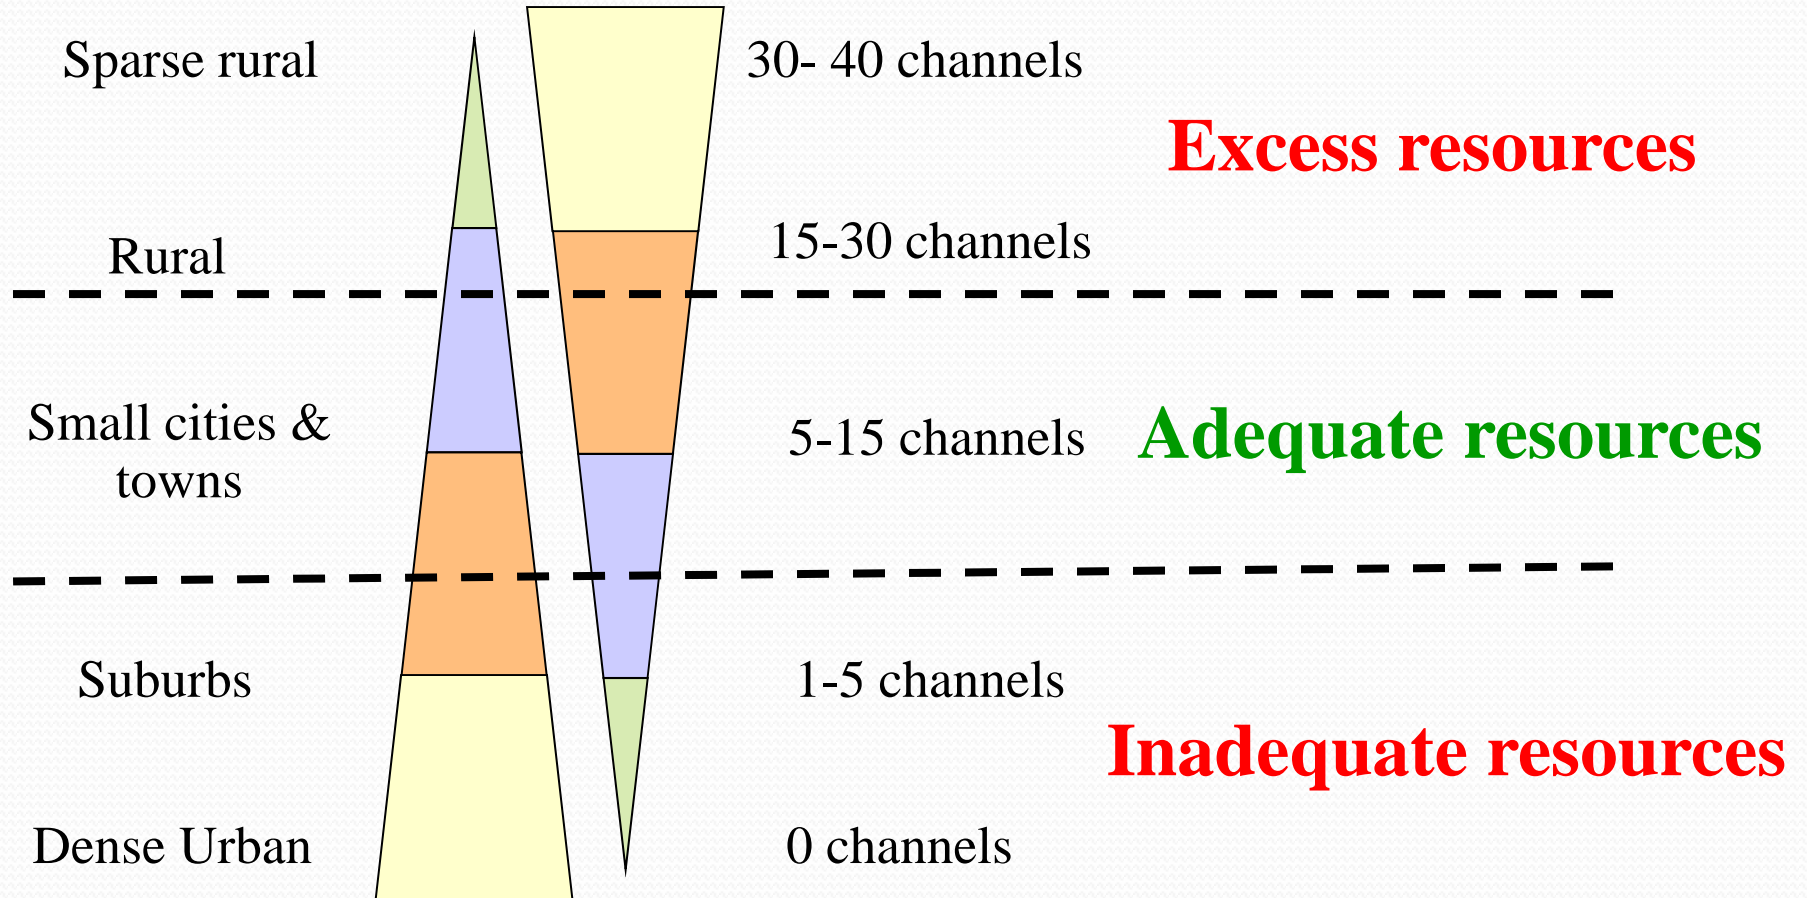 Sparse rural
30- 40 channels
Excess resources
Rural
15-30 channels
Small cities &
towns
5-15 channels
Adequate resources
Suburbs
1-5 channels
Inadequate resources
Dense Urban
0 channels